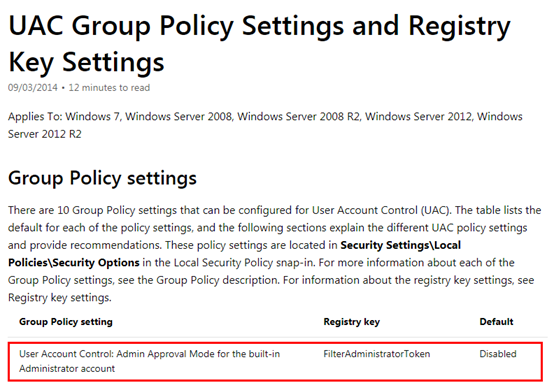 UAC Group Policy Settings and Registry
Key Settings
09/03/2014 • 12 minutes to read
Applies To: Windows 7, Windows Server 2008, Windows Server 2008 R2, Windows Server 2012, Windows
Server 2012 R2
Group Policy settings
There are 10 Group Policy settings that can be configured for User Account Control (UAC). The table lists the
default for each of the policy settings, and the following sections explain the different UAC policy settings
and provide recommendations. These policy settings are located in Security Settings\Local
Policies\Security Options in the Local Security Policy snap-in. For more information about each of the
Group Policy settings, see the Group Policy description. For information about the registry key settings, see
Registry key settings.
Group Policy setting Registry key Default
User Account Control: Admin Approval Mode for the built-in FilterAdministratorToken Disabled
Administrator account